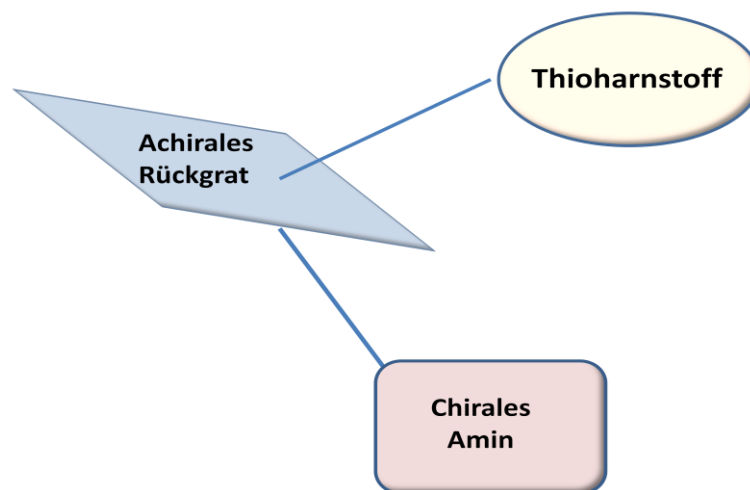 Thioharnstoff
Achirales
Rückgrat
Chirales
Amin